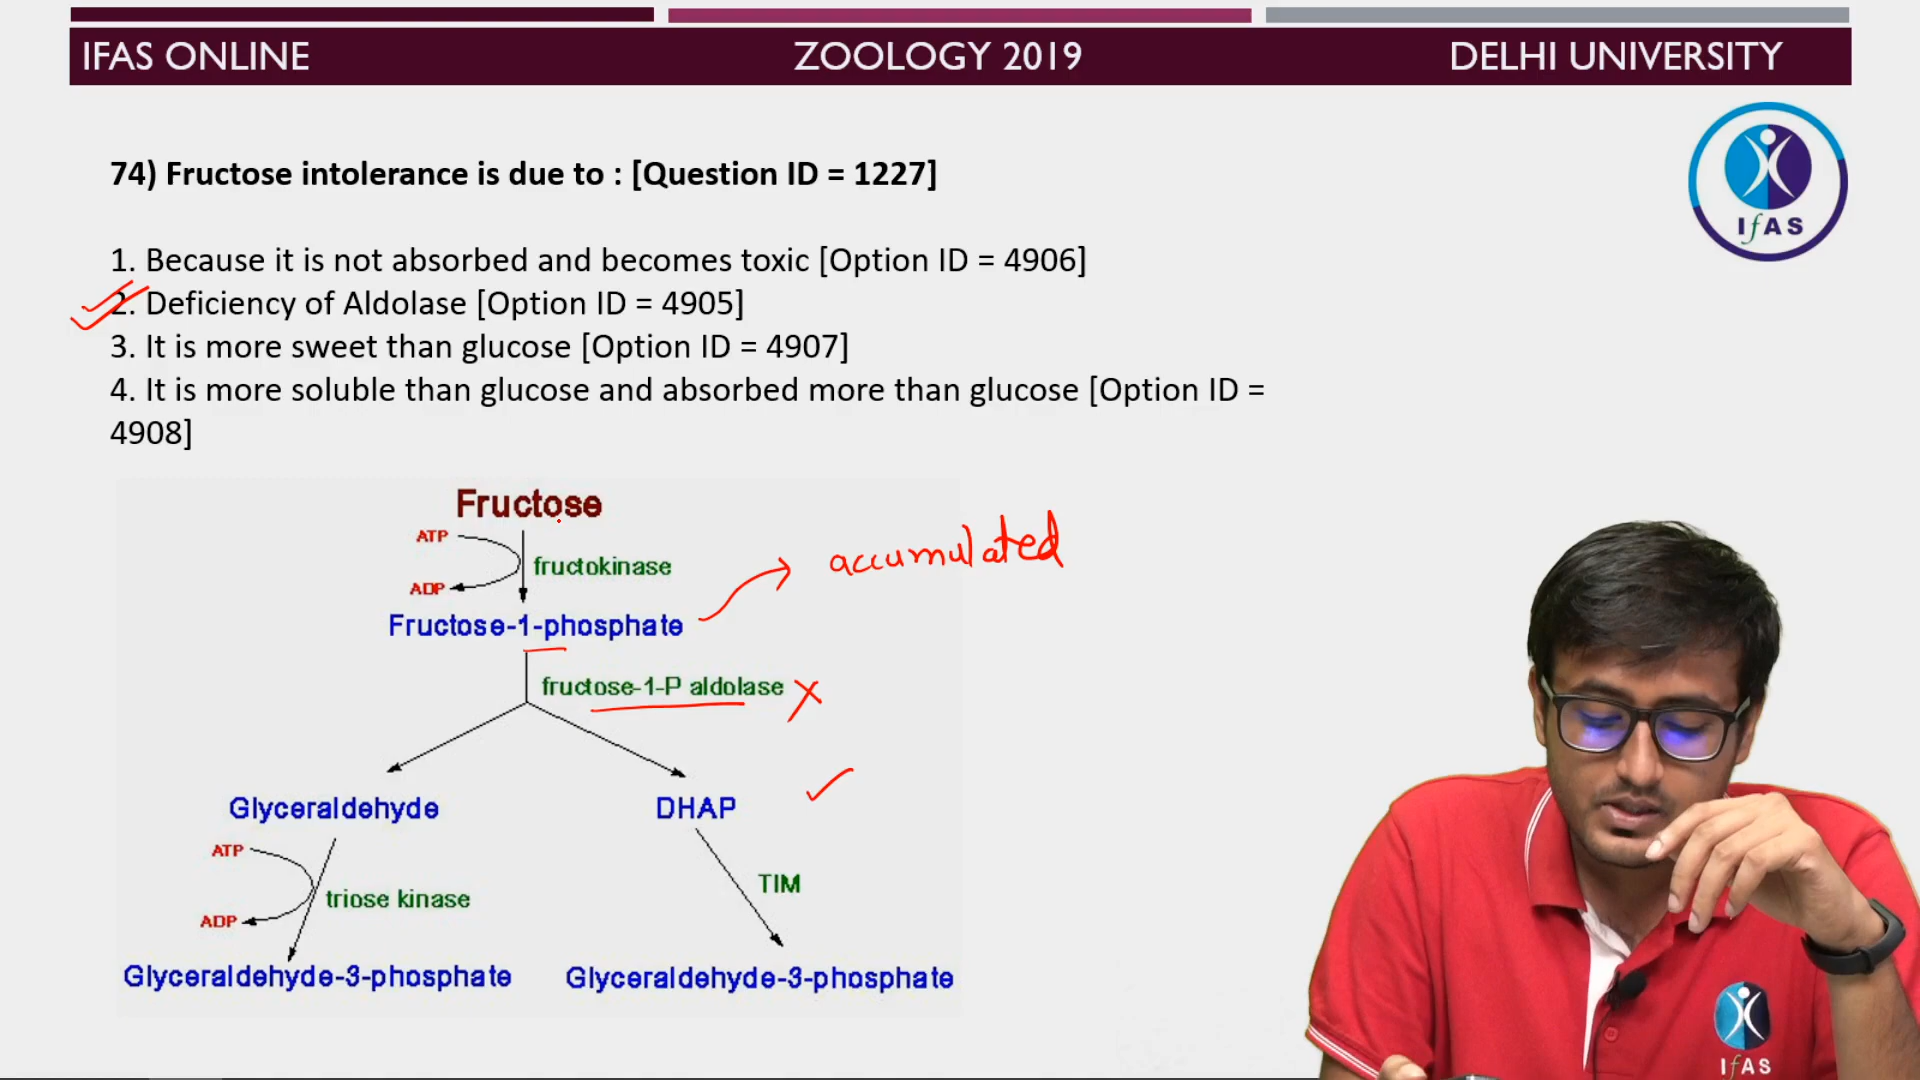 IFAS ONLINE ZOOLOGY 2019 DELHI UNIVERSITY
IfAS
74) Fructose intolerance is due to : [Question ID = 1227]
1. Because it is not absorbed and becomes toxic [Option ID = 4906]
2. Deficiency of Aldolase [Option ID = 4905]
3. It is more sweet than glucose [Option ID = 4907]
4. It is more soluble than glucose and absorbed more than glucose [Option ID =
4908]
Fructose
ATP
fructokinase
ADP
accumulated
Fructose-1-phosphate
fructose-1-P aldolase
Glyceraldehyde DHAP
ATP
triose kinase
TIM
ADP
Glyceraldehyde-3-phosphate Glyceraldehyde-3-phosphate
IfAS